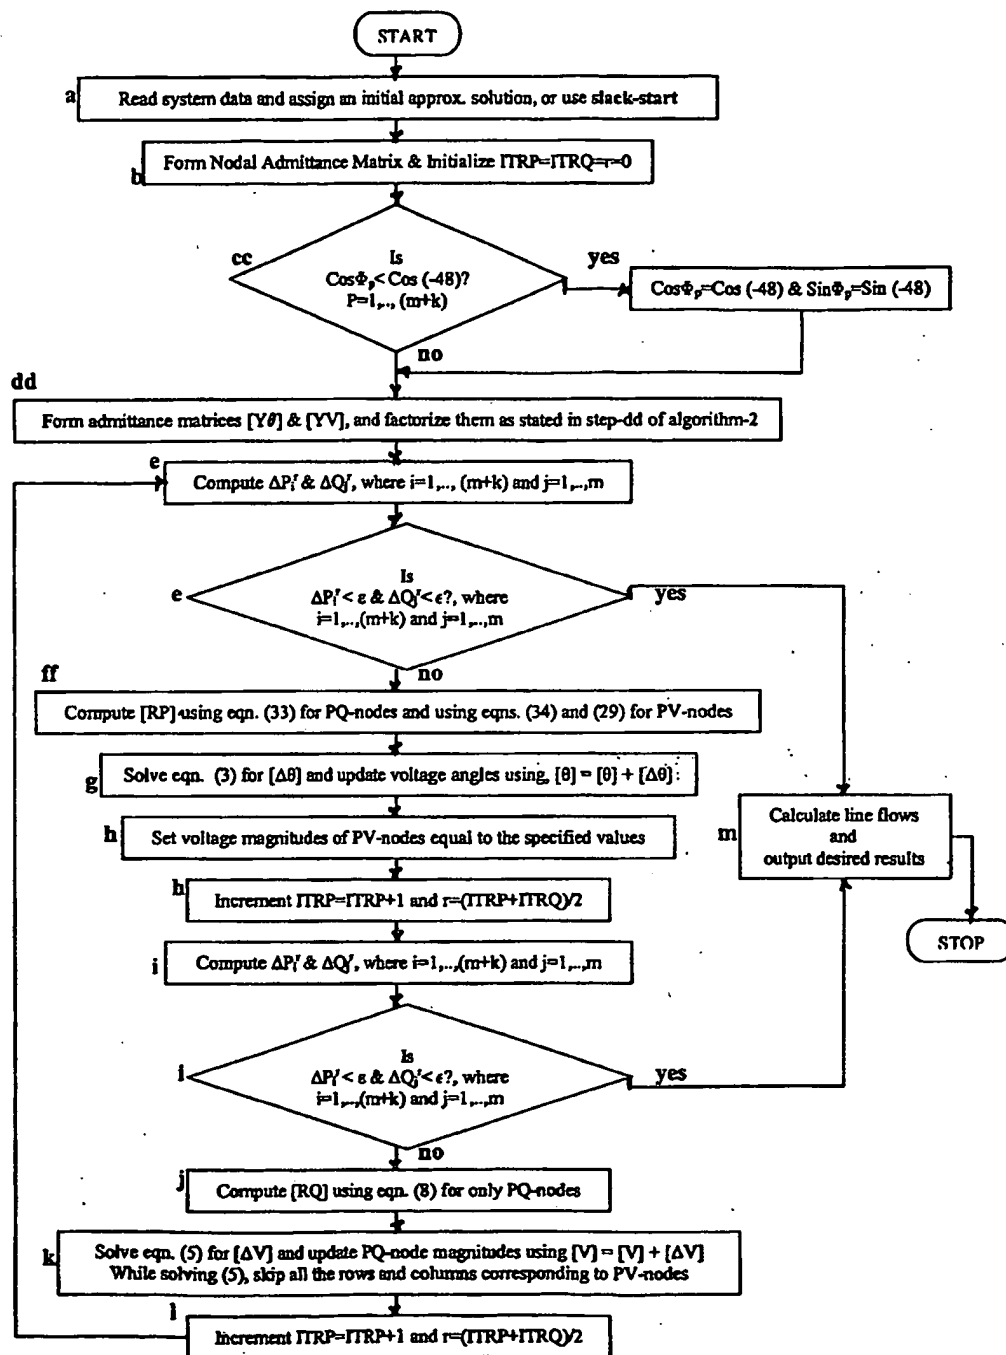 START
a
Read system data and assign an initial approx. solution, or use slack-start
b
Form Nodal Admittance Matrix & Initialize ITRP=ITRQ=r=0
cc
Is
CosΦp< Cos (-48)?
P=1,.., (m+k)
yes
CosΦp=Cos (-48) & SinΦp=Sin (-48)
no
dd
Form admittance matrices [Yθ] & [YV], and factorize them as stated in step-dd of algorithm-2
e
Compute ΔPiʳ & ΔQjʳ, where i=1,.., (m+k) and j=1,..,m
e
Is
ΔPiʳ < ε & ΔQjʳ < ϵ?, where
i=1,..,(m+k) and j=1,..,m
yes
no
ff
Compute [RP] using eqn. (33) for PQ-nodes and using eqns. (34) and (29) for PV-nodes
g
Solve eqn. (3) for [Δθ] and update voltage angles using, [θ] = [θ] + [Δθ]
h
Set voltage magnitudes of PV-nodes equal to the specified values
m
Calculate line flows
and
output desired results
h
Increment ITRP=ITRP+1 and r=(ITRP+ITRQ)/2
STOP
i
Compute ΔPiʳ & ΔQjʳ, where i=1,..,(m+k) and j=1,..,m
i
Is
ΔPiʳ < ε & ΔQjʳ < ϵ?, where
i=1,..,(m+k) and j=1,..,m
yes
no
j
Compute [RQ] using eqn. (8) for only PQ-nodes
k
Solve eqn. (5) for [ΔV] and update PQ-node magnitudes using [V] = [V] + [ΔV]
While solving (5), skip all the rows and columns corresponding to PV-nodes
l
Increment ITRP=ITRP+1 and r=(ITRP+ITRQ)/2